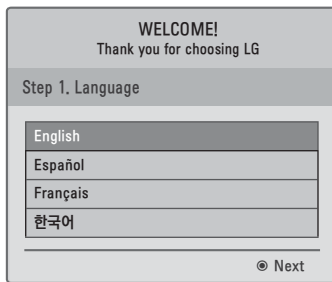 WELCOME!
Thank you for choosing LG
Step 1. Language
English
Español
Français
한국어
◉ Next